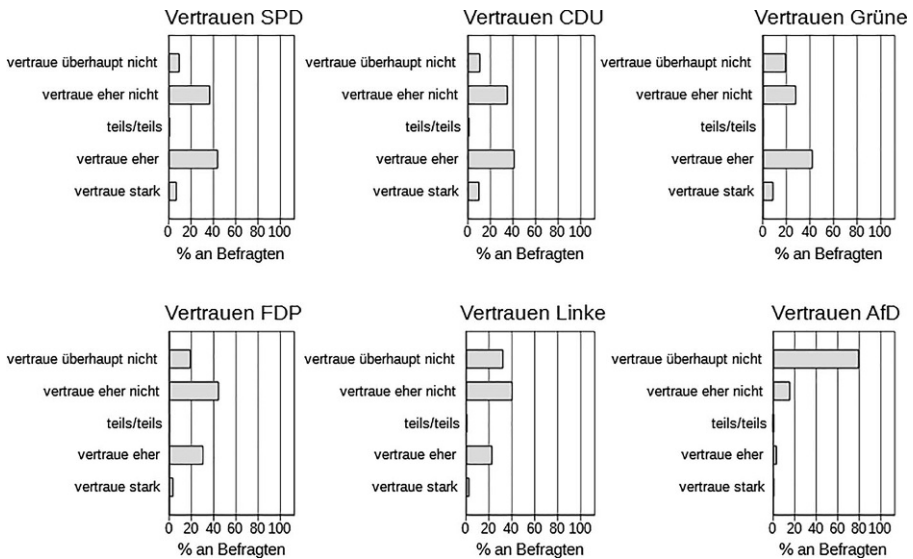 Vertrauen SPD
vertraue überhaupt nicht
vertraue eher nicht
teils/teils
vertraue eher
vertraue stark
0 20 40 60 80 100
% an Befragten
Vertrauen CDU
vertraue überhaupt nicht
vertraue eher nicht
teils/teils
vertraue eher
vertraue stark
0 20 40 60 80 100
% an Befragten
Vertrauen Grüne
vertraue überhaupt nicht
vertraue eher nicht
teils/teils
vertraue eher
vertraue stark
0 20 40 60 80 100
% an Befragten
Vertrauen FDP
vertraue überhaupt nicht
vertraue eher nicht
teils/teils
vertraue eher
vertraue stark
0 20 40 60 80 100
% an Befragten
Vertrauen Linke
vertraue überhaupt nicht
vertraue eher nicht
teils/teils
vertraue eher
vertraue stark
0 20 40 60 80 100
% an Befragten
Vertrauen AfD
vertraue überhaupt nicht
vertraue eher nicht
teils/teils
vertraue eher
vertraue stark
0 20 40 60 80 100
% an Befragten